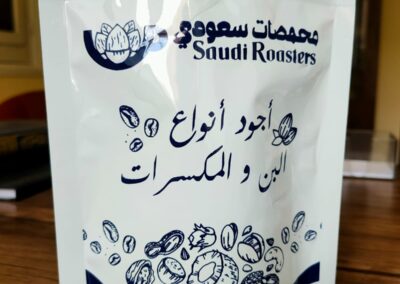 محمصات سعودي
Saudi Roasters
أجود أنواع
البن و المكسرات